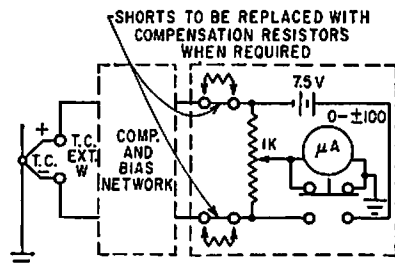 SHORTS TO BE REPLACED WITH
COMPENSATION RESISTORS
WHEN REQUIRED
7.5 V
0-±100
+
T.C.
T.C.
EXT.
W
-
COMP.
AND
BIAS
NETWORK
1K
μA